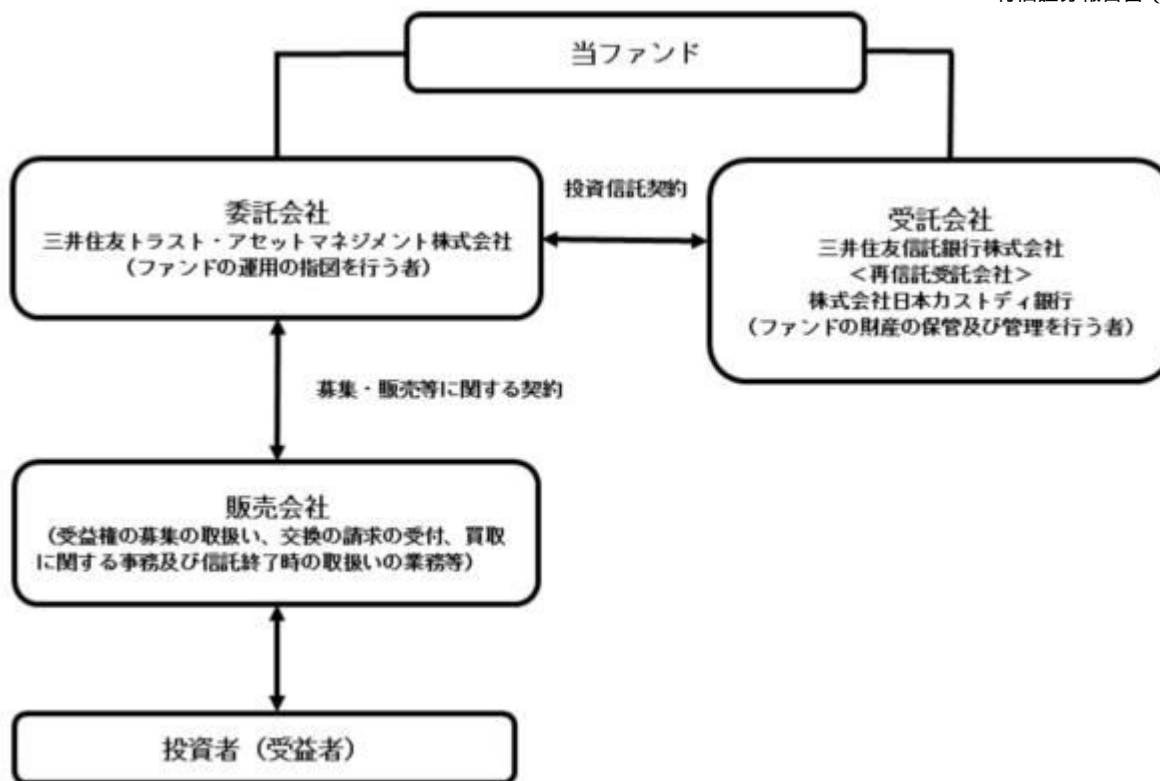 当ファンド
投資信託契約
委託会社
三井住友トラスト・アセットマネジメント株式会社
（ファンドの運用の指図を行う者）
受託会社
三井住友信託銀行株式会社
＜再信託受託会社＞
株式会社日本カストディ銀行
（ファンドの財産の保管及び管理を行う者）
募集・販売等に関する契約
販売会社
（受益権の募集の取扱い、交換の請求の受付、買取
に関する事務及び信託終了時の取扱いの業務等）
投資者（受益者）